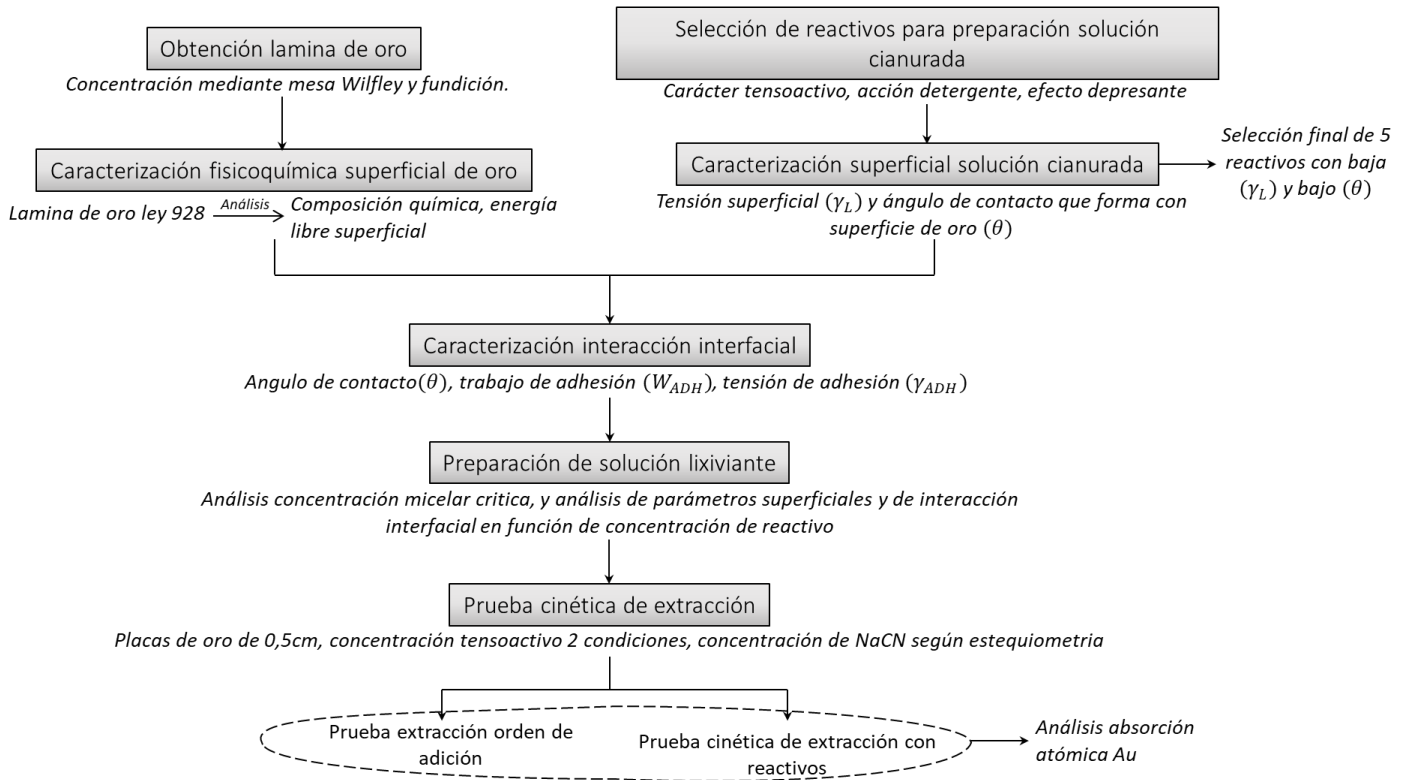 Obtención lamina de oro
Concentración mediante mesa Wilfley y fundición.
Selección de reactivos para preparación solución
cianurada
Carácter tensoactivo, acción detergente, efecto depresante
Caracterización fisicoquímica superficial de oro
Lamina de oro ley 928
Análisis
Composición química, energía
libre superficial
Caracterización superficial solución cianurada
Tensión superficial (γ_L) y ángulo de contacto que forma con
superficie de oro (θ)
Selección final de 5
reactivos con baja
(γ_L) y bajo (θ)
Caracterización interacción interfacial
Angulo de contacto(θ), trabajo de adhesión (W_ADH), tensión de adhesión (γ_ADH)
Preparación de solución lixiviante
Análisis concentración micelar critica, y análisis de parámetros superficiales y de interacción
interfacial en función de concentración de reactivo
Prueba cinética de extracción
Placas de oro de 0,5cm, concentración tensoactivo 2 condiciones, concentración de NaCN según estequiometria
Prueba extracción orden de
adición
Prueba cinética de extracción con
reactivos
Análisis absorción
atómica Au